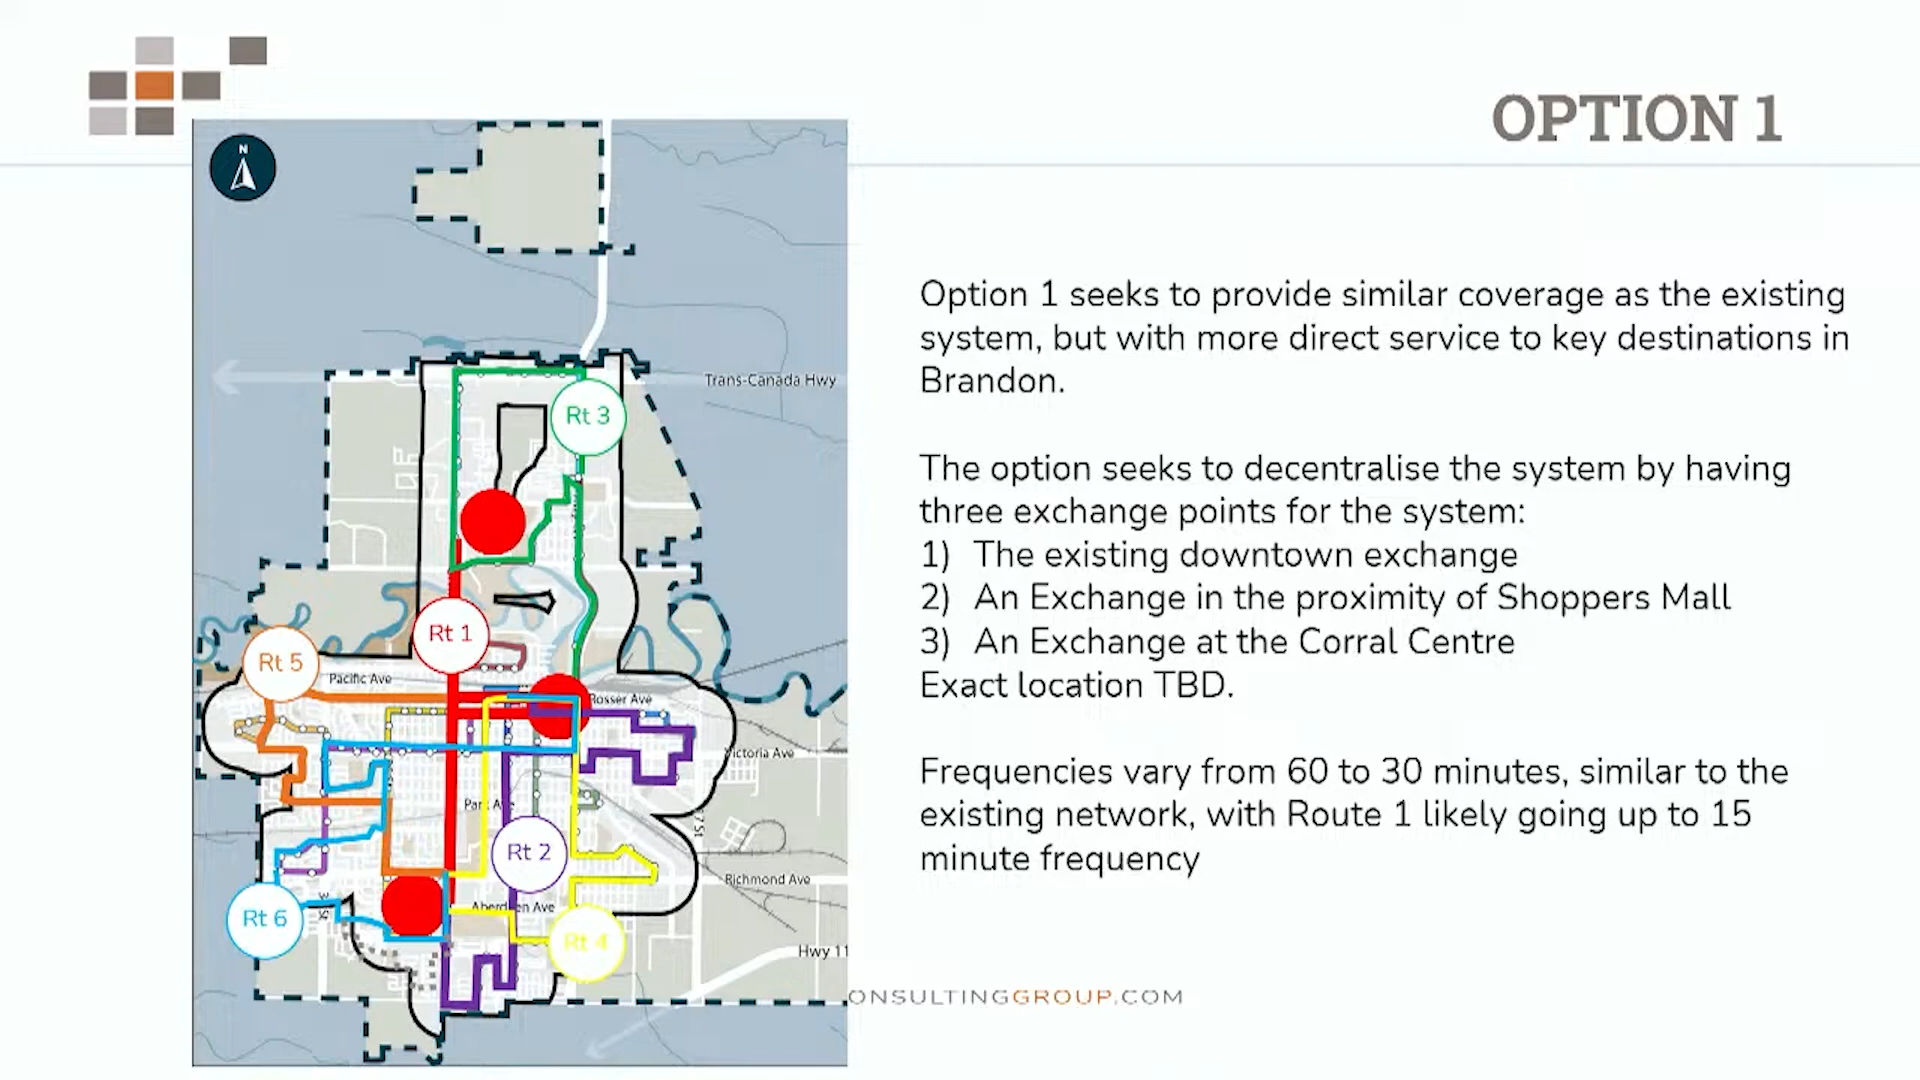 OPTION 1
N
Trans-Canada Hwy
Rt 3
Rt 1
Rt 5
Pacific Ave
Rosser Ave
Victoria Ave
Park Ave
Rt 2
Richmond Ave
Aberdeen Ave
Rt 6
Rt 4
Hwy 11
Option 1 seeks to provide similar coverage as the existing
system, but with more direct service to key destinations in
Brandon.
The option seeks to decentralise the system by having
three exchange points for the system:
1) The existing downtown exchange
2) An Exchange in the proximity of Shoppers Mall
3) An Exchange at the Corral Centre
Exact location TBD.
Frequencies vary from 60 to 30 minutes, similar to the
existing network, with Route 1 likely going up to 15
minute frequency
ONSULTINGGROUP.COM